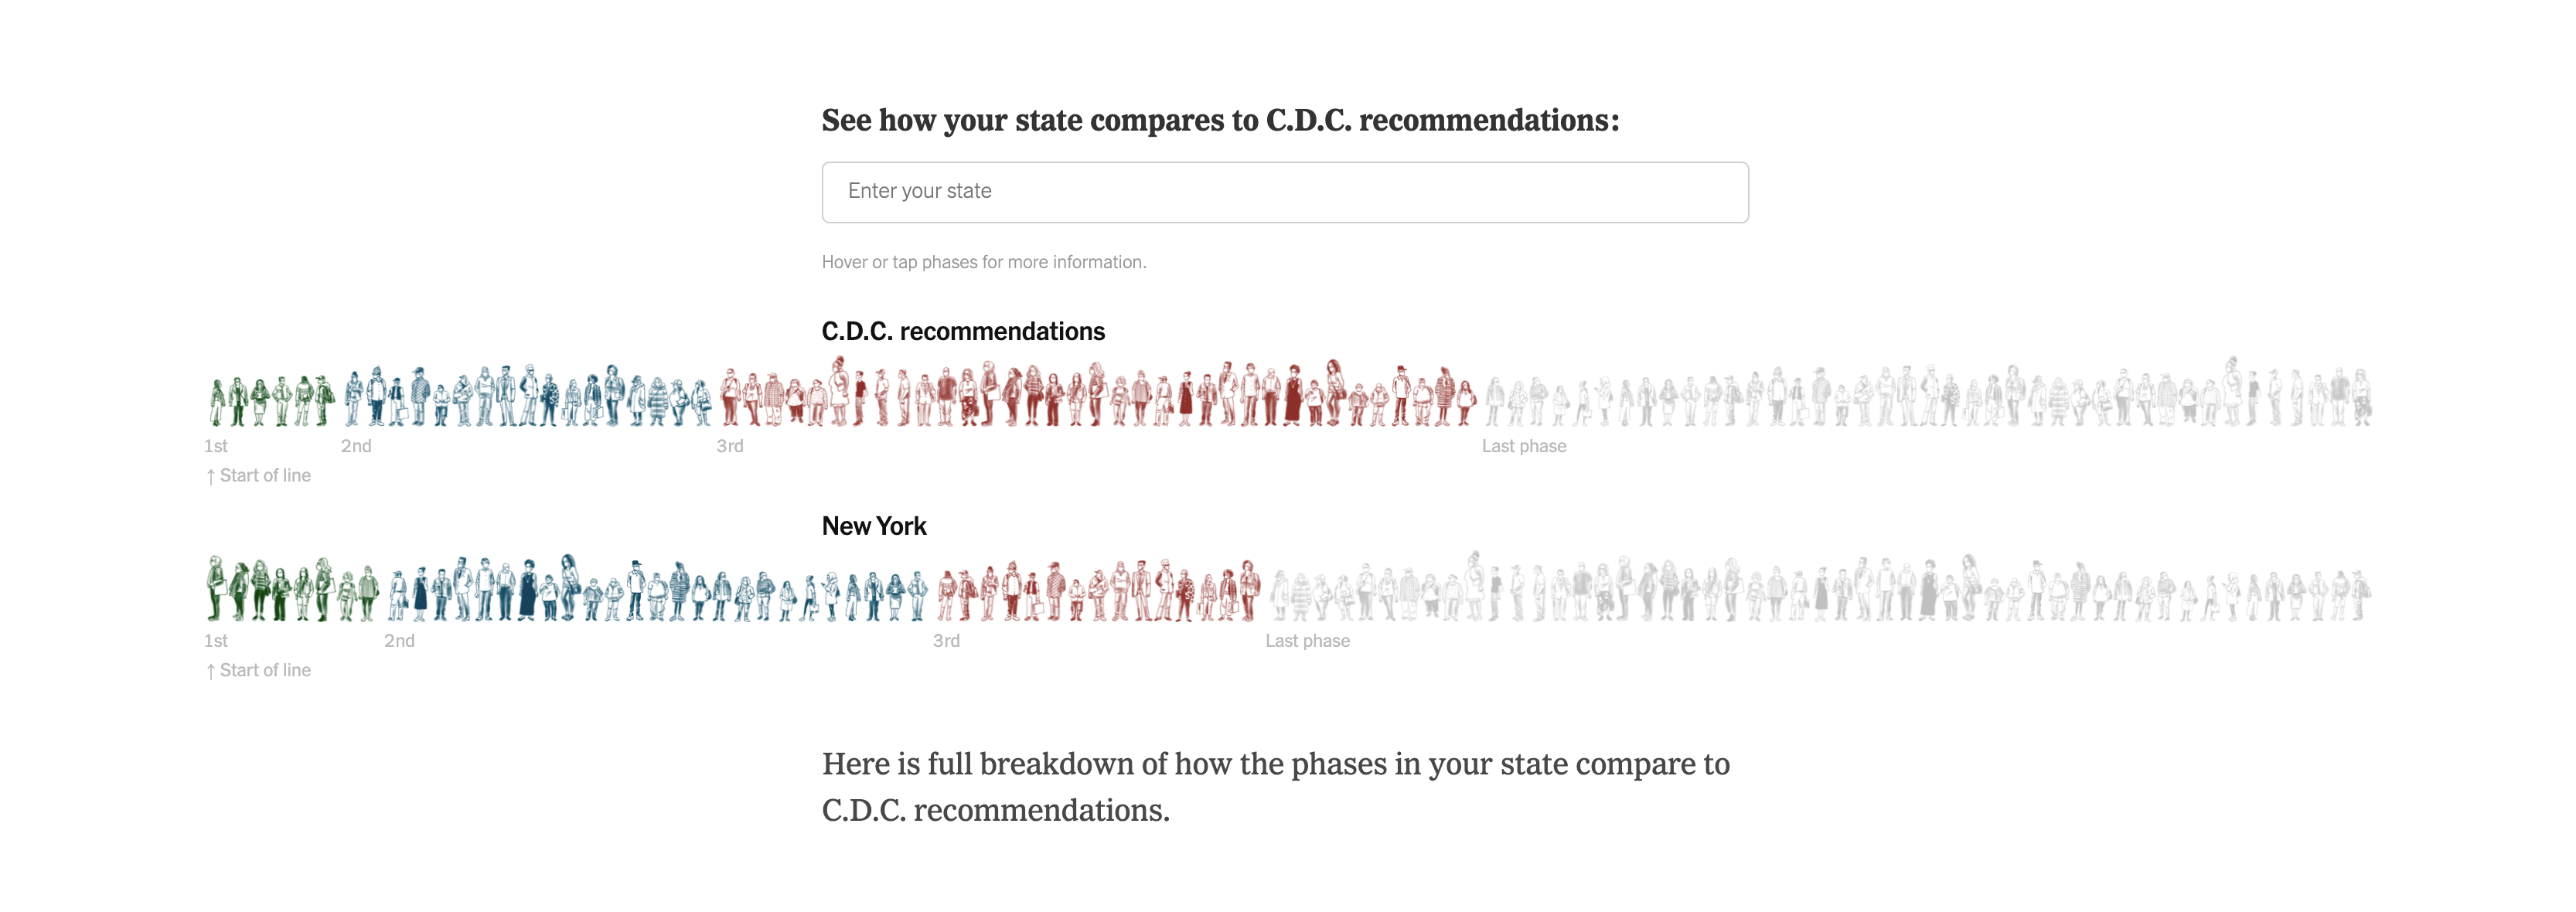 See how your state compares to C.D.C. recommendations:
Enter your state
Hover or tap phases for more information.
C.D.C. recommendations
1st 2nd 3rd Last phase
↑ Start of line
New York
1st 2nd 3rd Last phase
↑ Start of line
Here is full breakdown of how the phases in your state compare to
C.D.C. recommendations.